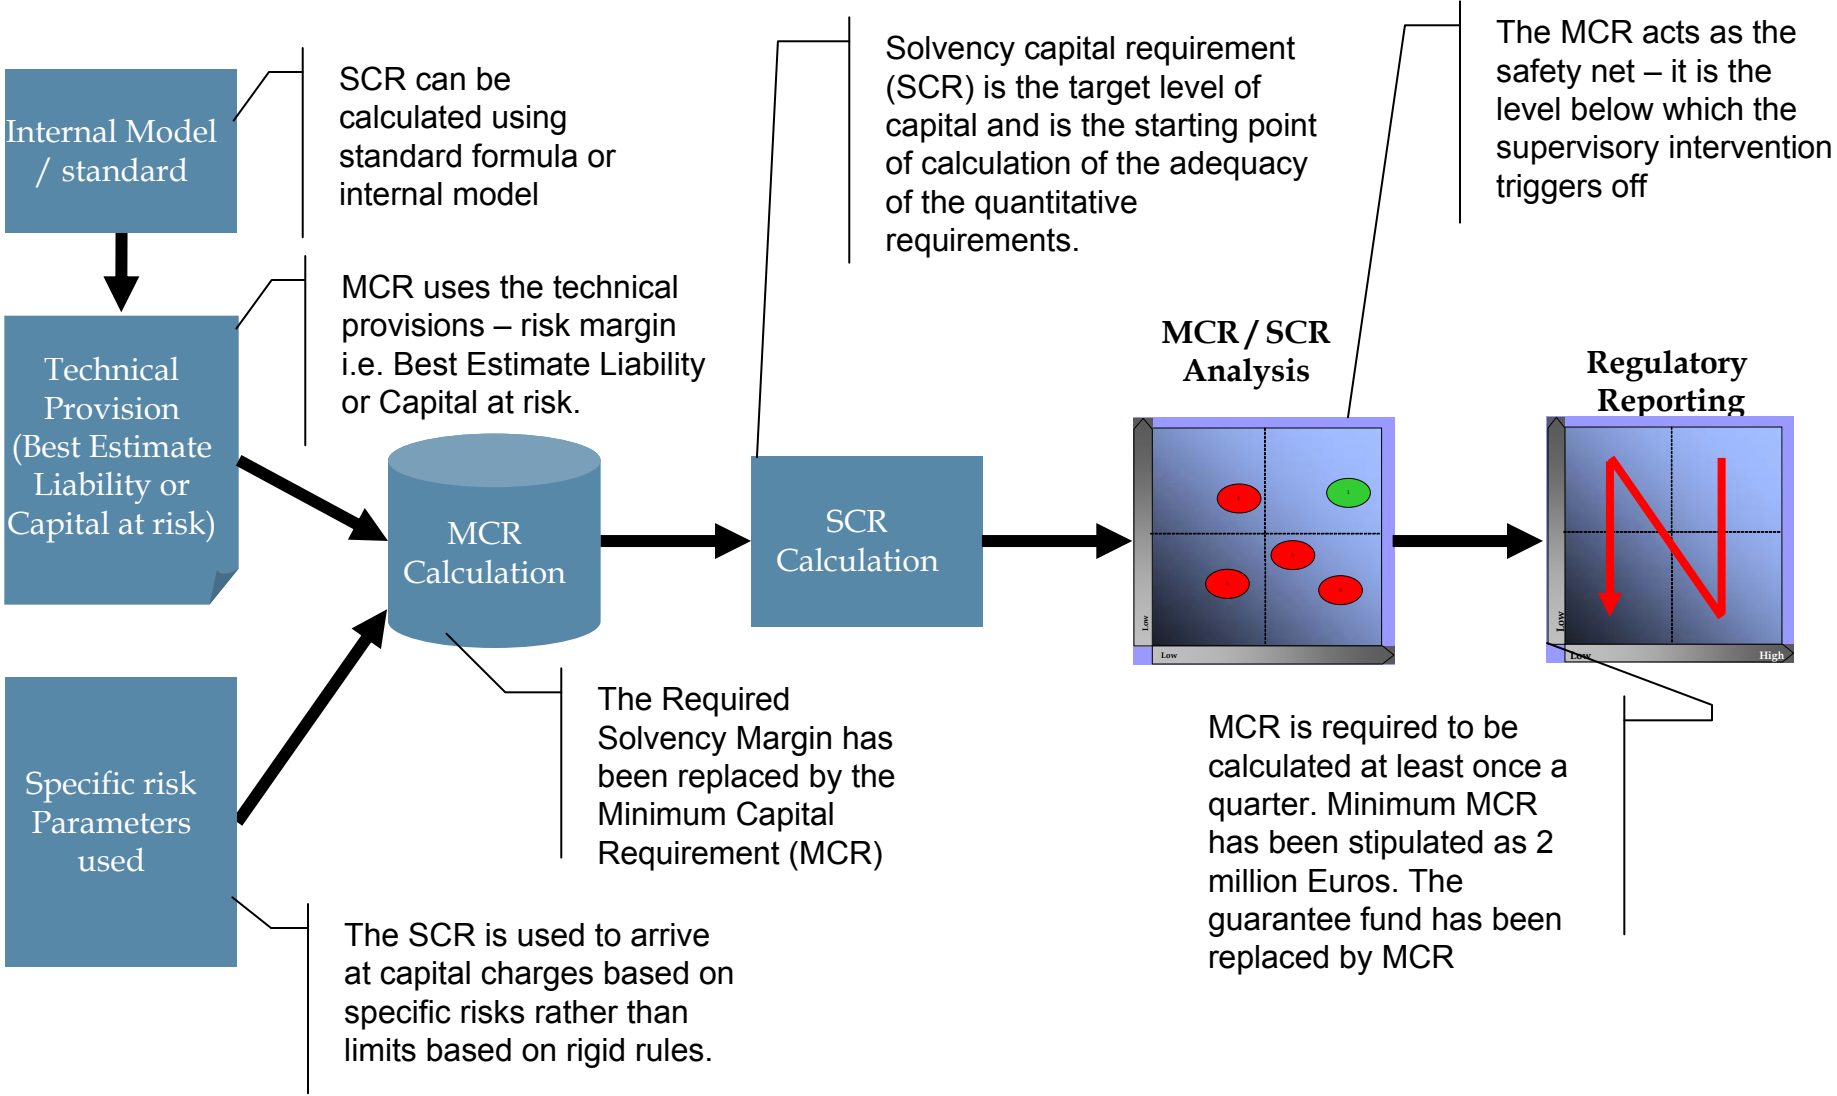 Internal Model
/ standard
SCR can be
calculated using
standard formula or
internal model
Solvency capital requirement
(SCR) is the target level of
capital and is the starting point
of calculation of the adequacy
of the quantitative
requirements.
The MCR acts as the
safety net – it is the
level below which the
supervisory intervention
triggers off
MCR uses the technical
provisions – risk margin
i.e. Best Estimate Liability
or Capital at risk.
Technical
Provision
(Best Estimate
Liability or
Capital at risk)
MCR
Calculation
SCR
Calculation
MCR / SCR
Analysis
Low
Low
Regulatory
Reporting
Low
Low
High
Specific risk
Parameters
used
The Required
Solvency Margin has
been replaced by the
Minimum Capital
Requirement (MCR)
MCR is required to be
calculated at least once a
quarter. Minimum MCR
has been stipulated as 2
million Euros. The
guarantee fund has been
replaced by MCR
The SCR is used to arrive
at capital charges based on
specific risks rather than
limits based on rigid rules.